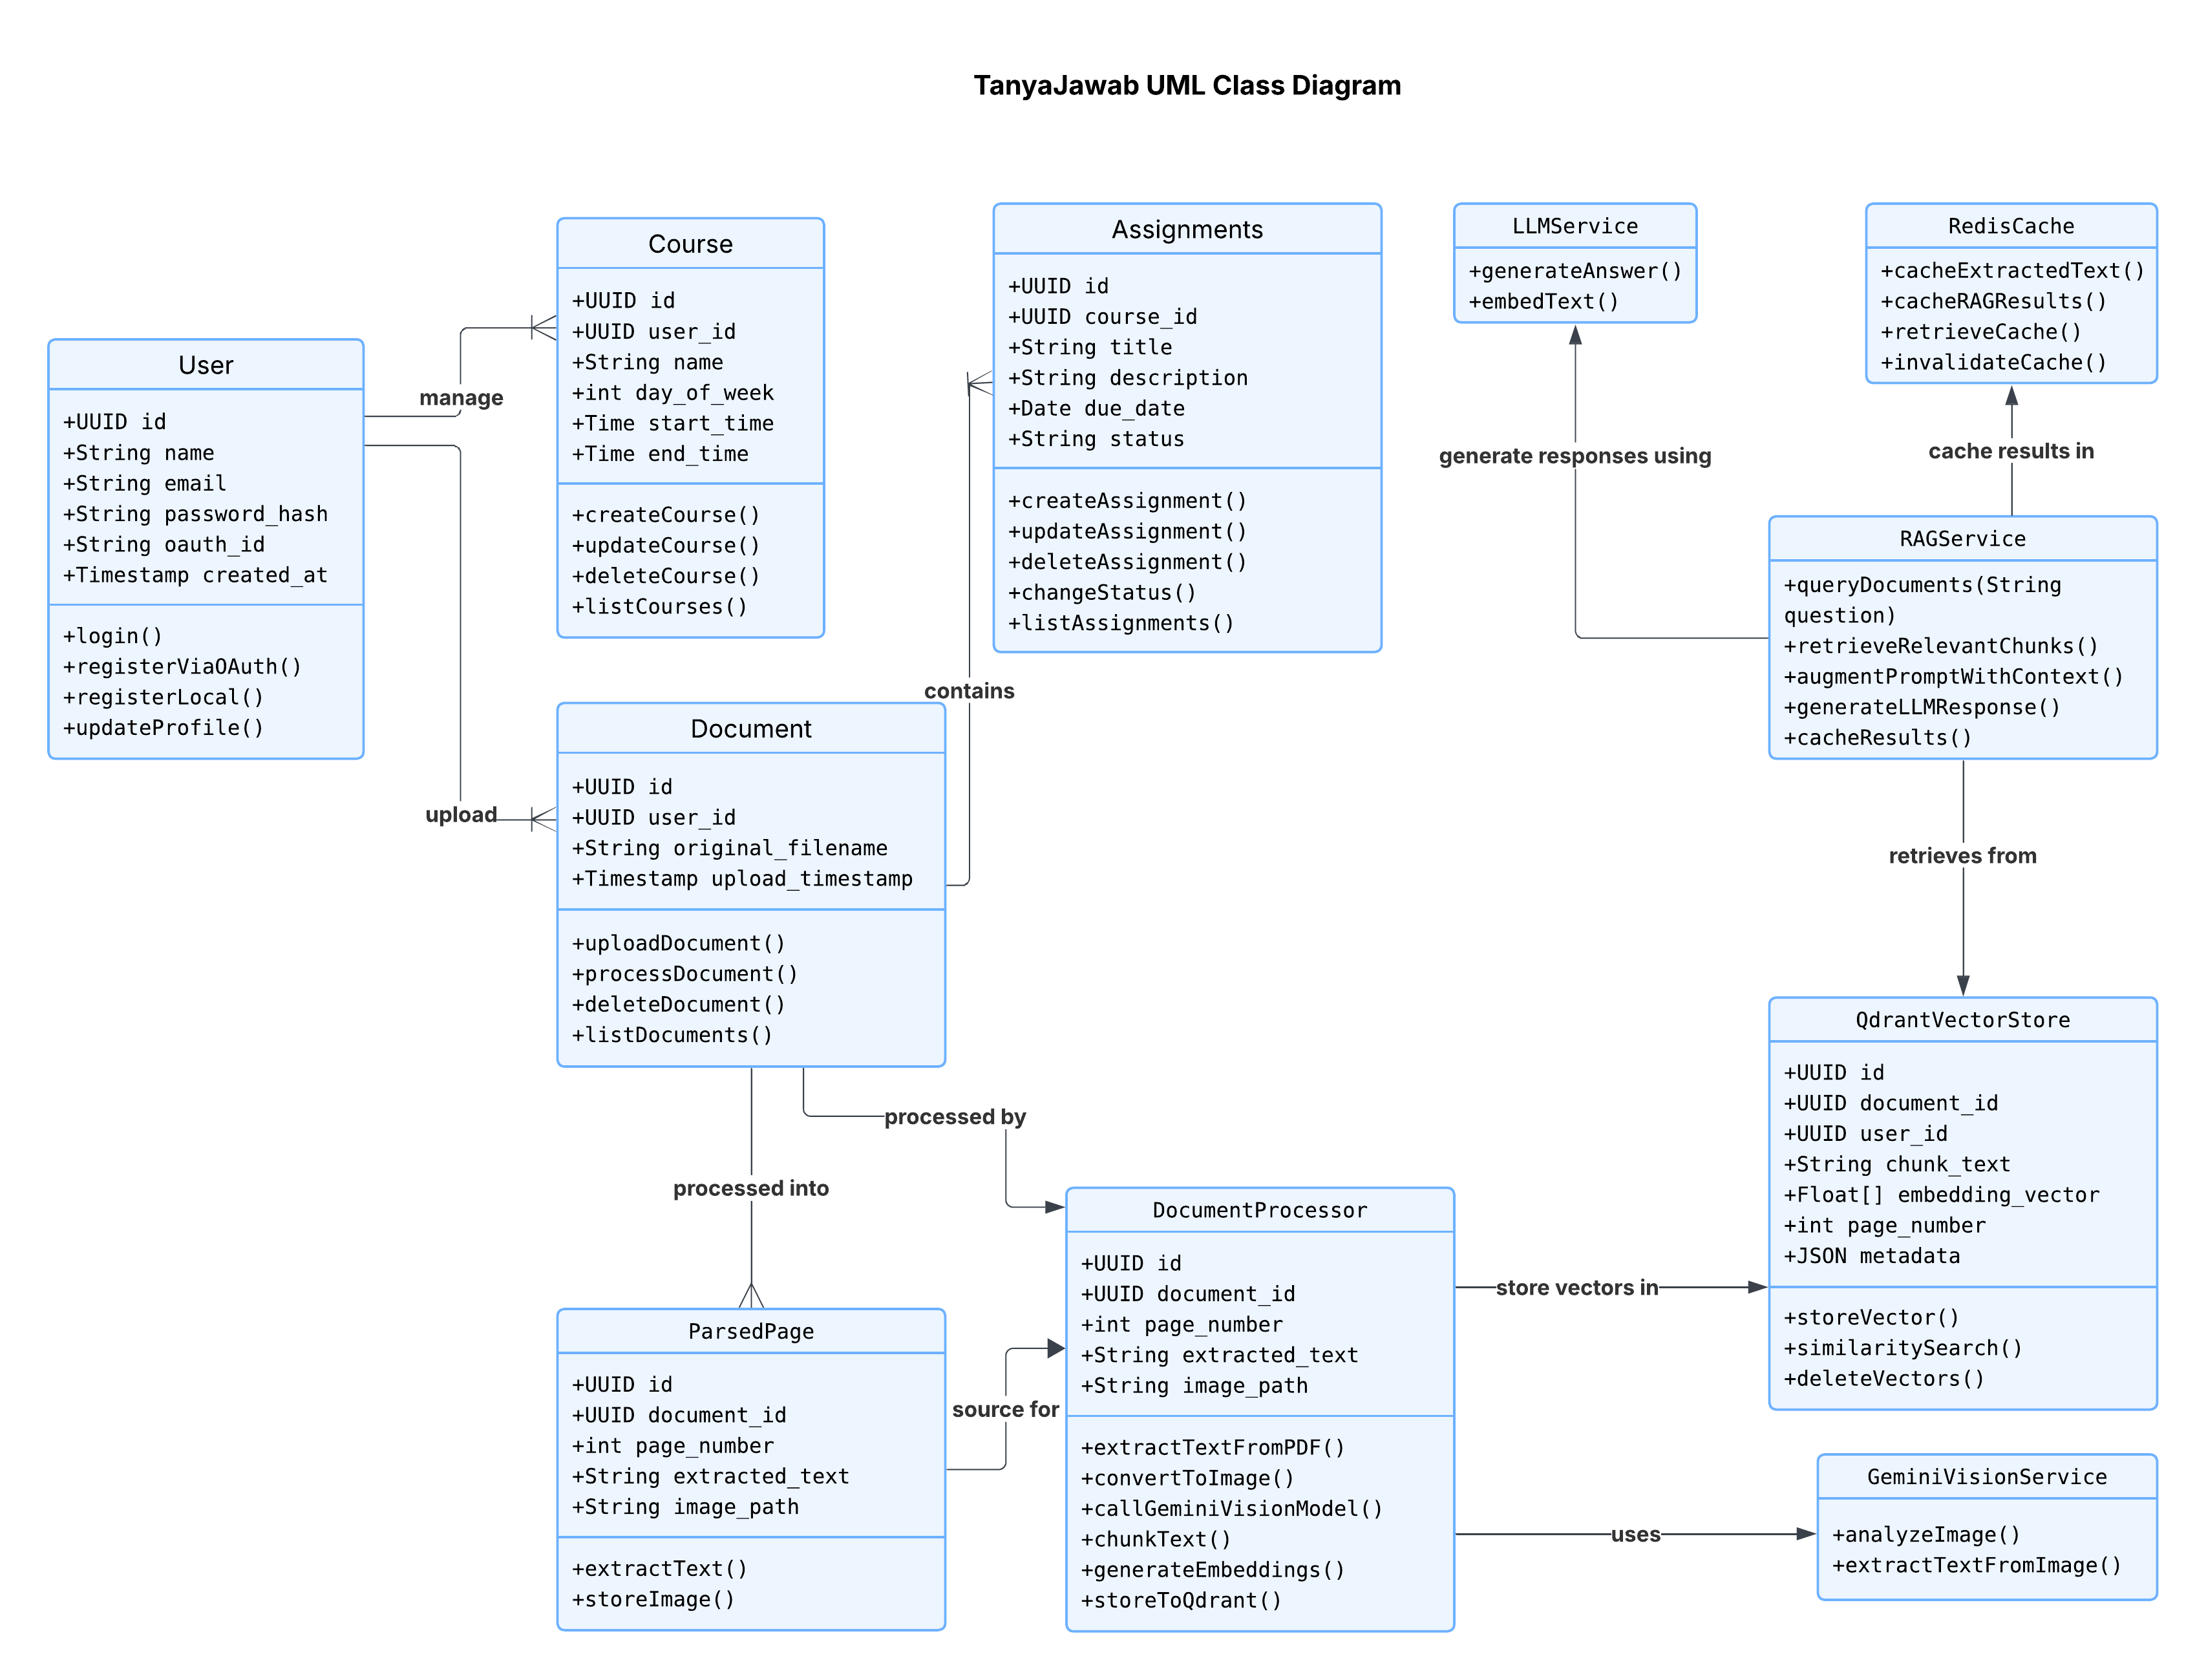 TanyaJawab UML Class Diagram
User
+UUID id
+String name
+String email
+String password_hash
+String oauth_id
+Timestamp created_at
+login()
+registerViaOAuth()
+registerLocal()
+updateProfile()
manage
upload
Course
+UUID id
+UUID user_id
+String name
+int day_of_week
+Time start_time
+Time end_time
+createCourse()
+updateCourse()
+deleteCourse()
+listCourses()
Document
+UUID id
+UUID user_id
+String original_filename
+Timestamp upload_timestamp
+uploadDocument()
+processDocument()
+deleteDocument()
+listDocuments()
contains
Assignments
+UUID id
+UUID course_id
+String title
+String description
+Date due_date
+String status
+createAssignment()
+updateAssignment()
+deleteAssignment()
+changeStatus()
+listAssignments()
processed into
processed by
ParsedPage
+UUID id
+UUID document_id
+int page_number
+String extracted_text
+String image_path
+extractText()
+storeImage()
source for
DocumentProcessor
+UUID id
+UUID document_id
+int page_number
+String extracted_text
+String image_path
+extractTextFromPDF()
+convertToImage()
+callGeminiVisionModel()
+chunkText()
+generateEmbeddings()
+storeToQdrant()
store vectors in
uses
LLMService
+generateAnswer()
+embedText()
generate responses using
RedisCache
+cacheExtractedText()
+cacheRAGResults()
+retrieveCache()
+invalidateCache()
cache results in
RAGService
+queryDocuments(String
question)
+retrieveRelevantChunks()
+augmentPromptWithContext()
+generateLLMResponse()
+cacheResults()
retrieves from
QdrantVectorStore
+UUID id
+UUID document_id
+UUID user_id
+String chunk_text
+Float[] embedding_vector
+int page_number
+JSON metadata
+storeVector()
+similaritySearch()
+deleteVectors()
GeminiVisionService
+analyzeImage()
+extractTextFromImage()